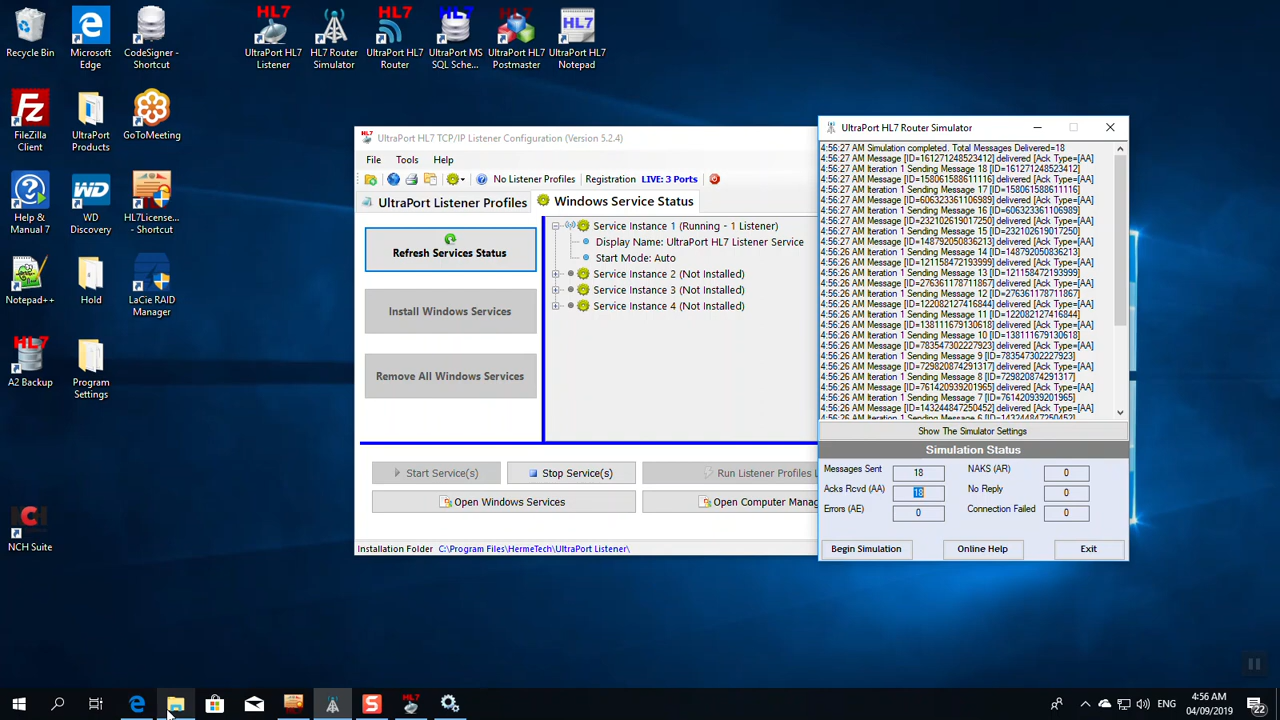 Recycle Bin
Microsoft Edge
CodeSigner - Shortcut
HL7
UltraPort HL7 Listener
HL7
HL7 Router Simulator
HL7
UltraPort HL7 Router
HL7
UltraPort MS SQL Sche...
HL7
UltraPort HL7 Postmaster
HL7
UltraPort HL7 Notepad
Fz
FileZilla Client
UltraPort Products
GoToMeeting
Help & Manual 7
WD
WD Discovery
HL7License... - Shortcut
Notepad++
Hold
LaCie RAID Manager
HL7
A2 Backup
Program Settings
NCH Suite
HL7
UltraPort HL7 TCP/IP Listener Configuration (Version 5.2.4)
File Tools Help
No Listener Profiles Registration LIVE: 3 Ports
UltraPort Listener Profiles
Windows Service Status
Refresh Services Status
Install Windows Services
Remove All Windows Services
Service Instance 1 (Running - 1 Listener)
Display Name: UltraPort HL7 Listener Service
Start Mode: Auto
Service Instance 2 (Not Installed)
Service Instance 3 (Not Installed)
Service Instance 4 (Not Installed)
Start Service(s)
Stop Service(s)
Run Listener Profiles
Open Windows Services
Open Computer Manag
Installation Folder C:\Program Files\HermeTech\UltraPort Listener\
UltraPort HL7 Router Simulator
4:56:27 AM Simulation completed. Total Messages Delivered=18
4:56:27 AM Message [ID=161271248523412] delivered [Ack Type=[AA]
4:56:27 AM Iteration 1 Sending Message 18 [ID=161271248523412]
4:56:27 AM Message [ID=158061588611116] delivered [Ack Type=[AA]
4:56:27 AM Iteration 1 Sending Message 17 [ID=158061588611116]
4:56:27 AM Message [ID=606323361106989] delivered [Ack Type=[AA]
4:56:27 AM Iteration 1 Sending Message 16 [ID=606323361106989]
4:56:27 AM Message [ID=232102619017250] delivered [Ack Type=[AA]
4:56:27 AM Iteration 1 Sending Message 15 [ID=232102619017250]
4:56:27 AM Message [ID=148792050836213] delivered [Ack Type=[AA]
4:56:27 AM Iteration 1 Sending Message 14 [ID=148792050836213]
4:56:27 AM Message [ID=121158472193999] delivered [Ack Type=[AA]
4:56:26 AM Iteration 1 Sending Message 13 [ID=121158472193999]
4:56:26 AM Message [ID=276361178711867] delivered [Ack Type=[AA]
4:56:26 AM Iteration 1 Sending Message 12 [ID=276361178711867]
4:56:26 AM Message [ID=122082127416844] delivered [Ack Type=[AA]
4:56:26 AM Iteration 1 Sending Message 11 [ID=122082127416844]
4:56:26 AM Message [ID=138111679130618] delivered [Ack Type=[AA]
4:56:26 AM Iteration 1 Sending Message 10 [ID=138111679130618]
4:56:26 AM Message [ID=783547302227923] delivered [Ack Type=[AA]
4:56:26 AM Iteration 1 Sending Message 9 [ID=783547302227923]
4:56:26 AM Message [ID=729820874291317] delivered [Ack Type=[AA]
4:56:26 AM Iteration 1 Sending Message 8 [ID=729820874291317]
4:56:26 AM Message [ID=761420939201965] delivered [Ack Type=[AA]
4:56:26 AM Iteration 1 Sending Message 7 [ID=761420939201965]
4:56:26 AM Message [ID=143244847250452] delivered [Ack Type=[AA]
4:56:26 AM Iteration 1 Sending Message 6 [ID=143244847250452]
Show The Simulator Settings
Simulation Status
Messages Sent 18 NAKS (AR) 0
Acks Rcvd (AA) 18 No Reply 0
Errors (AE) 0 Connection Failed 0
Begin Simulation
Online Help
Exit
S
HL7
ENG
4:56 AM
04/09/2019
22